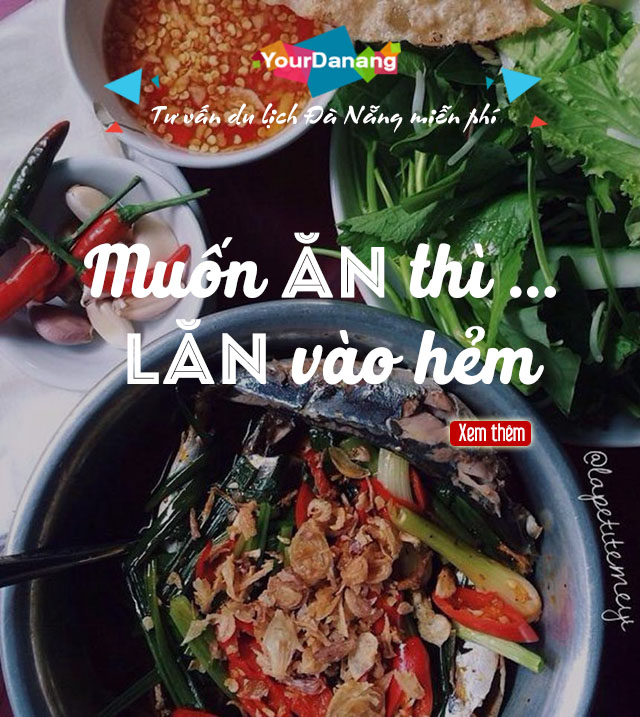 YourDanang
Tư vấn du lịch Đà Nẵng miễn phí
Muốn ĂN thì ...
LĂN vào hẻm
Xem thêm
@lapetitemeyi